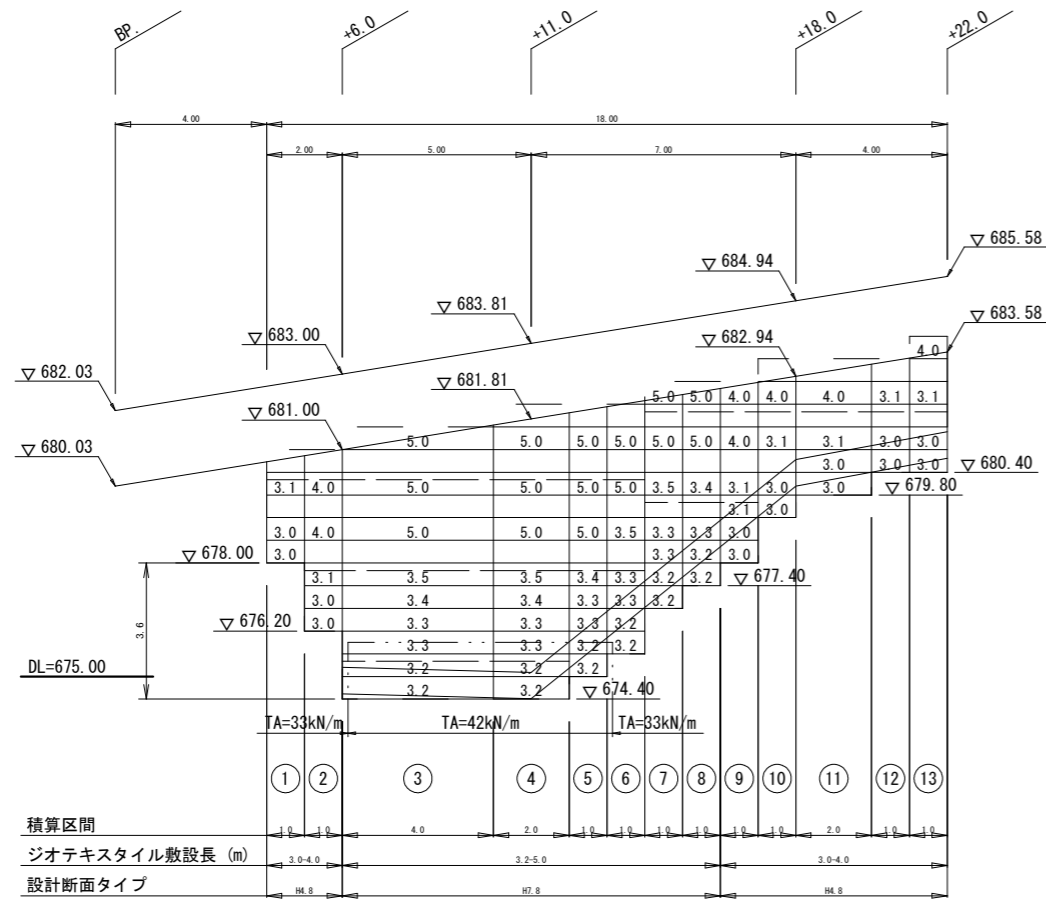 BP. +6.0 +11.0 +18.0 +22.0
4.00 18.00
2.00 5.00 7.00 4.00
▽ 685.58
▽ 684.94
▽ 683.81
▽ 683.58
▽ 683.00
▽ 682.94
4.0
▽ 682.03
▽ 681.81
5.0 5.0 4.0 4.0 4.0 3.1 3.1
▽ 681.00
5.0 5.0 5.0 5.0 5.0 5.0 4.0 3.1 3.1 3.0 3.0
▽ 680.03
3.0 3.0 3.0 ▽ 680.40
3.1 4.0 5.0 5.0 5.0 5.0 3.5 3.4 3.1 3.0 3.0 ▽ 679.80
3.1 3.0
3.0 4.0 5.0 5.0 5.0 3.5 3.3 3.3 3.0
▽ 678.00 3.0 3.3 3.2 3.0
3.1 3.5 3.5 3.4 3.3 3.2 3.2 ▽ 677.40
3.0 3.4 3.4 3.3 3.3 3.2
▽ 676.20 3.0 3.3 3.3 3.3 3.2
3.6
3.3 3.3 3.2 3.2
DL=675.00 3.2 3.2 3.2
3.2 3.2 ▽ 674.40
TA=33kN/m TA=42kN/m TA=33kN/m
① ② ③ ④ ⑤ ⑥ ⑦ ⑧ ⑨ ⑩ ⑪ ⑫ ⑬
積算区間 1.0 1.0 4.0 2.0 1.0 1.0 1.0 1.0 1.0 1.0 2.0 1.0 1.0
ジオテキスタイル敷設長 (m) 3.0-4.0 3.2-5.0 3.0-4.0
設計断面タイプ H4.8 H7.8 H4.8